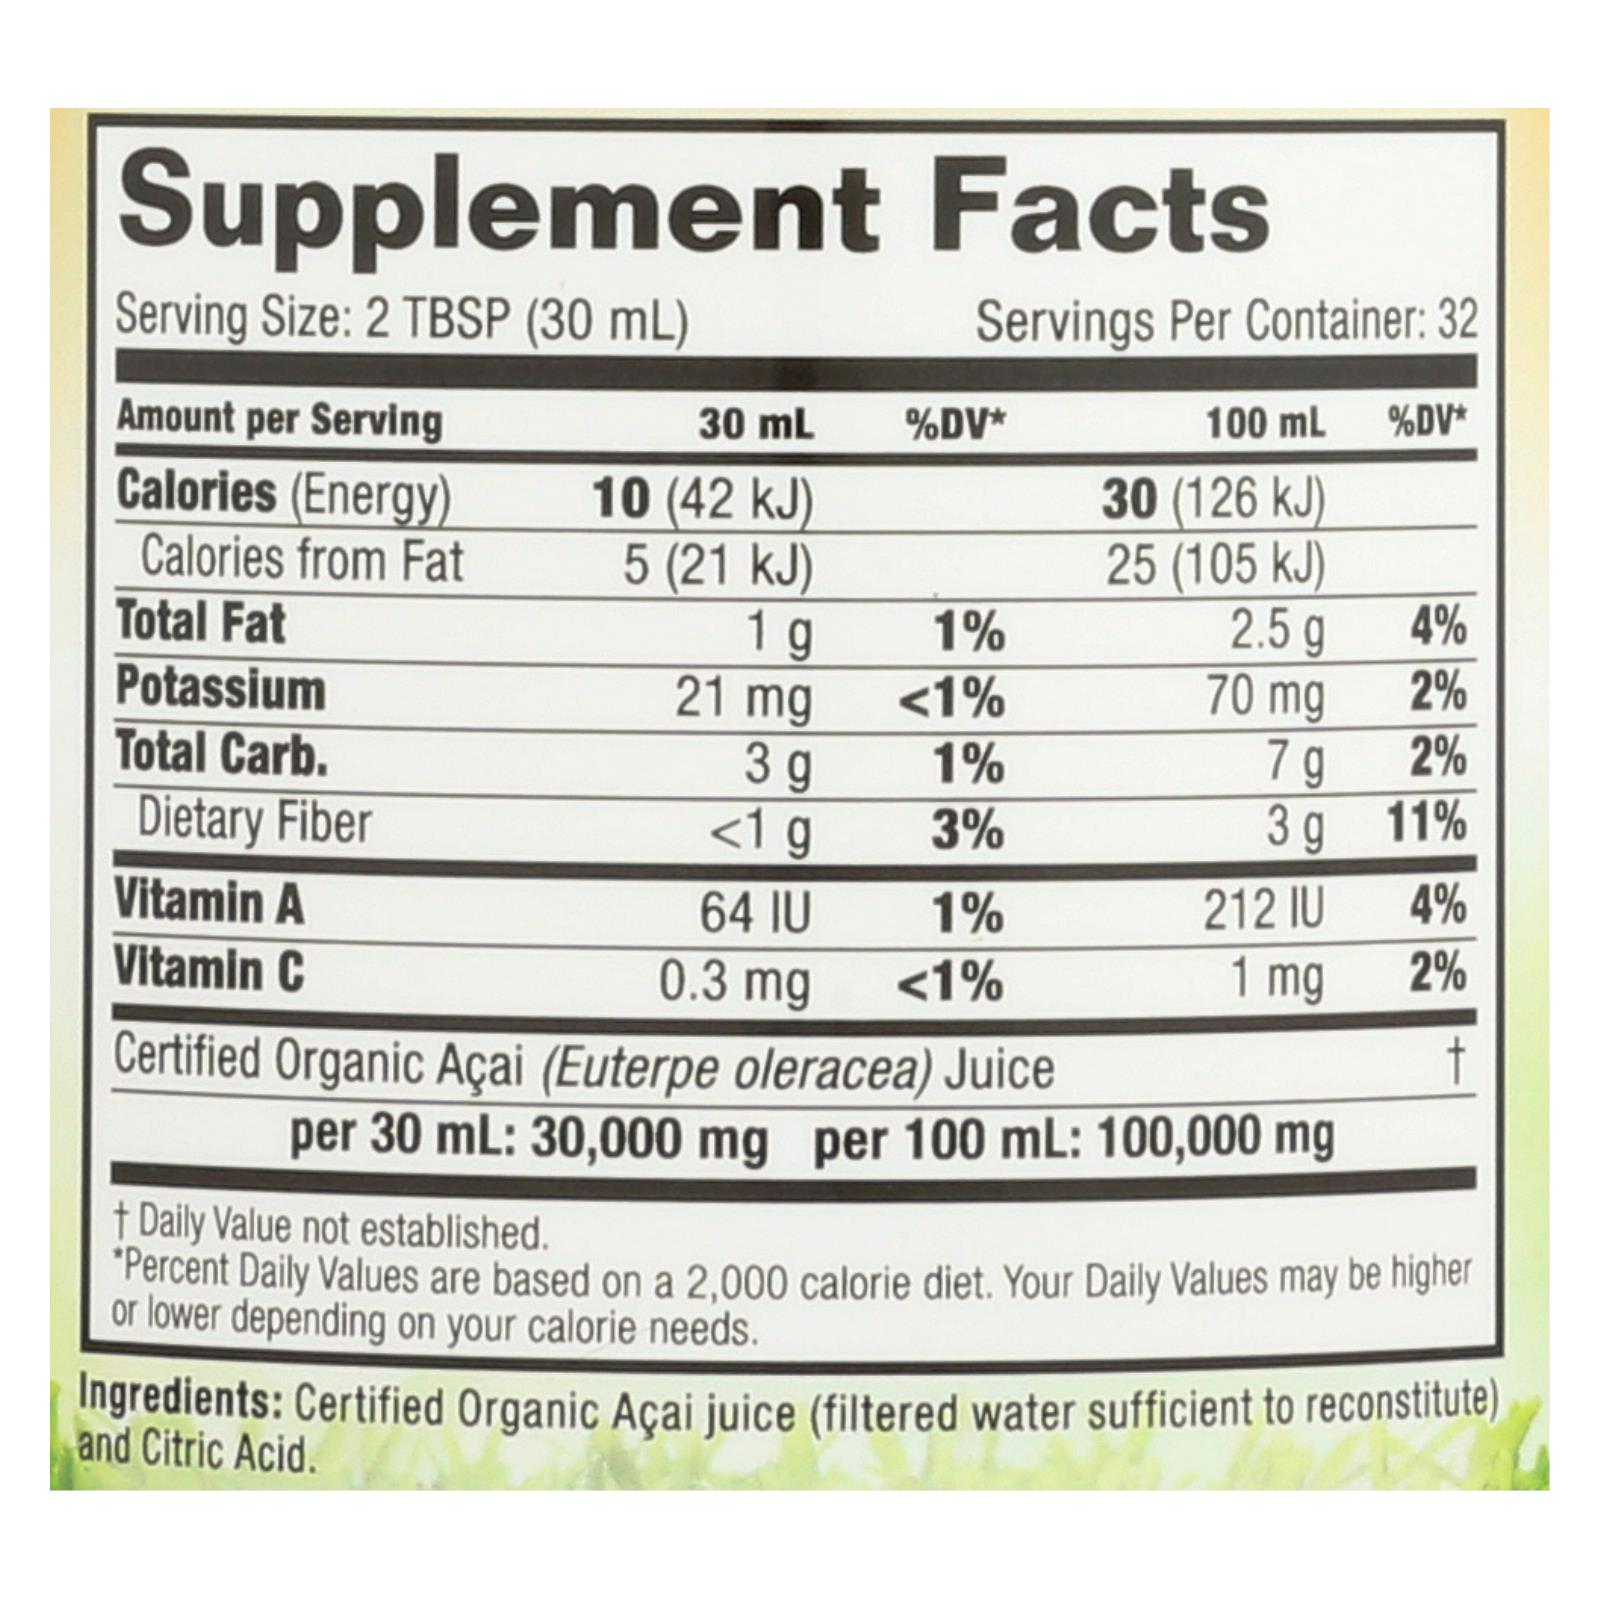 Supplement Facts
Serving Size: 2 TBSP (30 mL) Servings Per Container: 32
Amount per Serving 30 mL %DV* 100 mL %DV*
Calories (Energy) 10 (42 kJ) 30 (126 kJ)
Calories from Fat 5 (21 kJ) 25 (105 kJ)
Total Fat 1 g 1% 2.5 g 4%
Potassium 21 mg <1% 70 mg 2%
Total Carb. 3 g 1% 7 g 2%
Dietary Fiber <1 g 3% 3 g 11%
Vitamin A 64 IU 1% 212 IU 4%
Vitamin C 0.3 mg <1% 1 mg 2%
Certified Organic Açai (Euterpe oleracea) Juice †
per 30 mL: 30,000 mg per 100 mL: 100,000 mg
† Daily Value not established.
*Percent Daily Values are based on a 2,000 calorie diet. Your Daily Values may be higher
or lower depending on your calorie needs.
Ingredients: Certified Organic Açai juice (filtered water sufficient to reconstitute)
and Citric Acid.